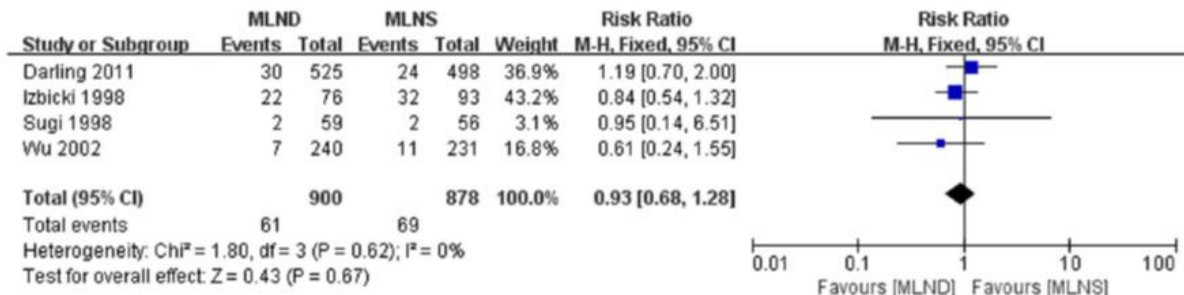 MLND MLNS Risk Ratio Risk Ratio
Study or Subgroup Events Total Events Total Weight M-H, Fixed, 95% CI M-H, Fixed, 95% CI
Darling 2011 30 525 24 498 36.9% 1.19 [0.70, 2.00]
Izbicki 1998 22 76 32 93 43.2% 0.84 [0.54, 1.32]
Sugi 1998 2 59 2 56 3.1% 0.95 [0.14, 6.51]
Wu 2002 7 240 11 231 16.8% 0.61 [0.24, 1.55]
Total (95% CI) 900 878 100.0% 0.93 [0.68, 1.28]
Total events 61 69
Heterogeneity: Chi² = 1.80, df = 3 (P = 0.62); I² = 0%
Test for overall effect: Z = 0.43 (P = 0.67)
0.01 0.1 1 10 100
Favours [MLND] Favours [MLNS]